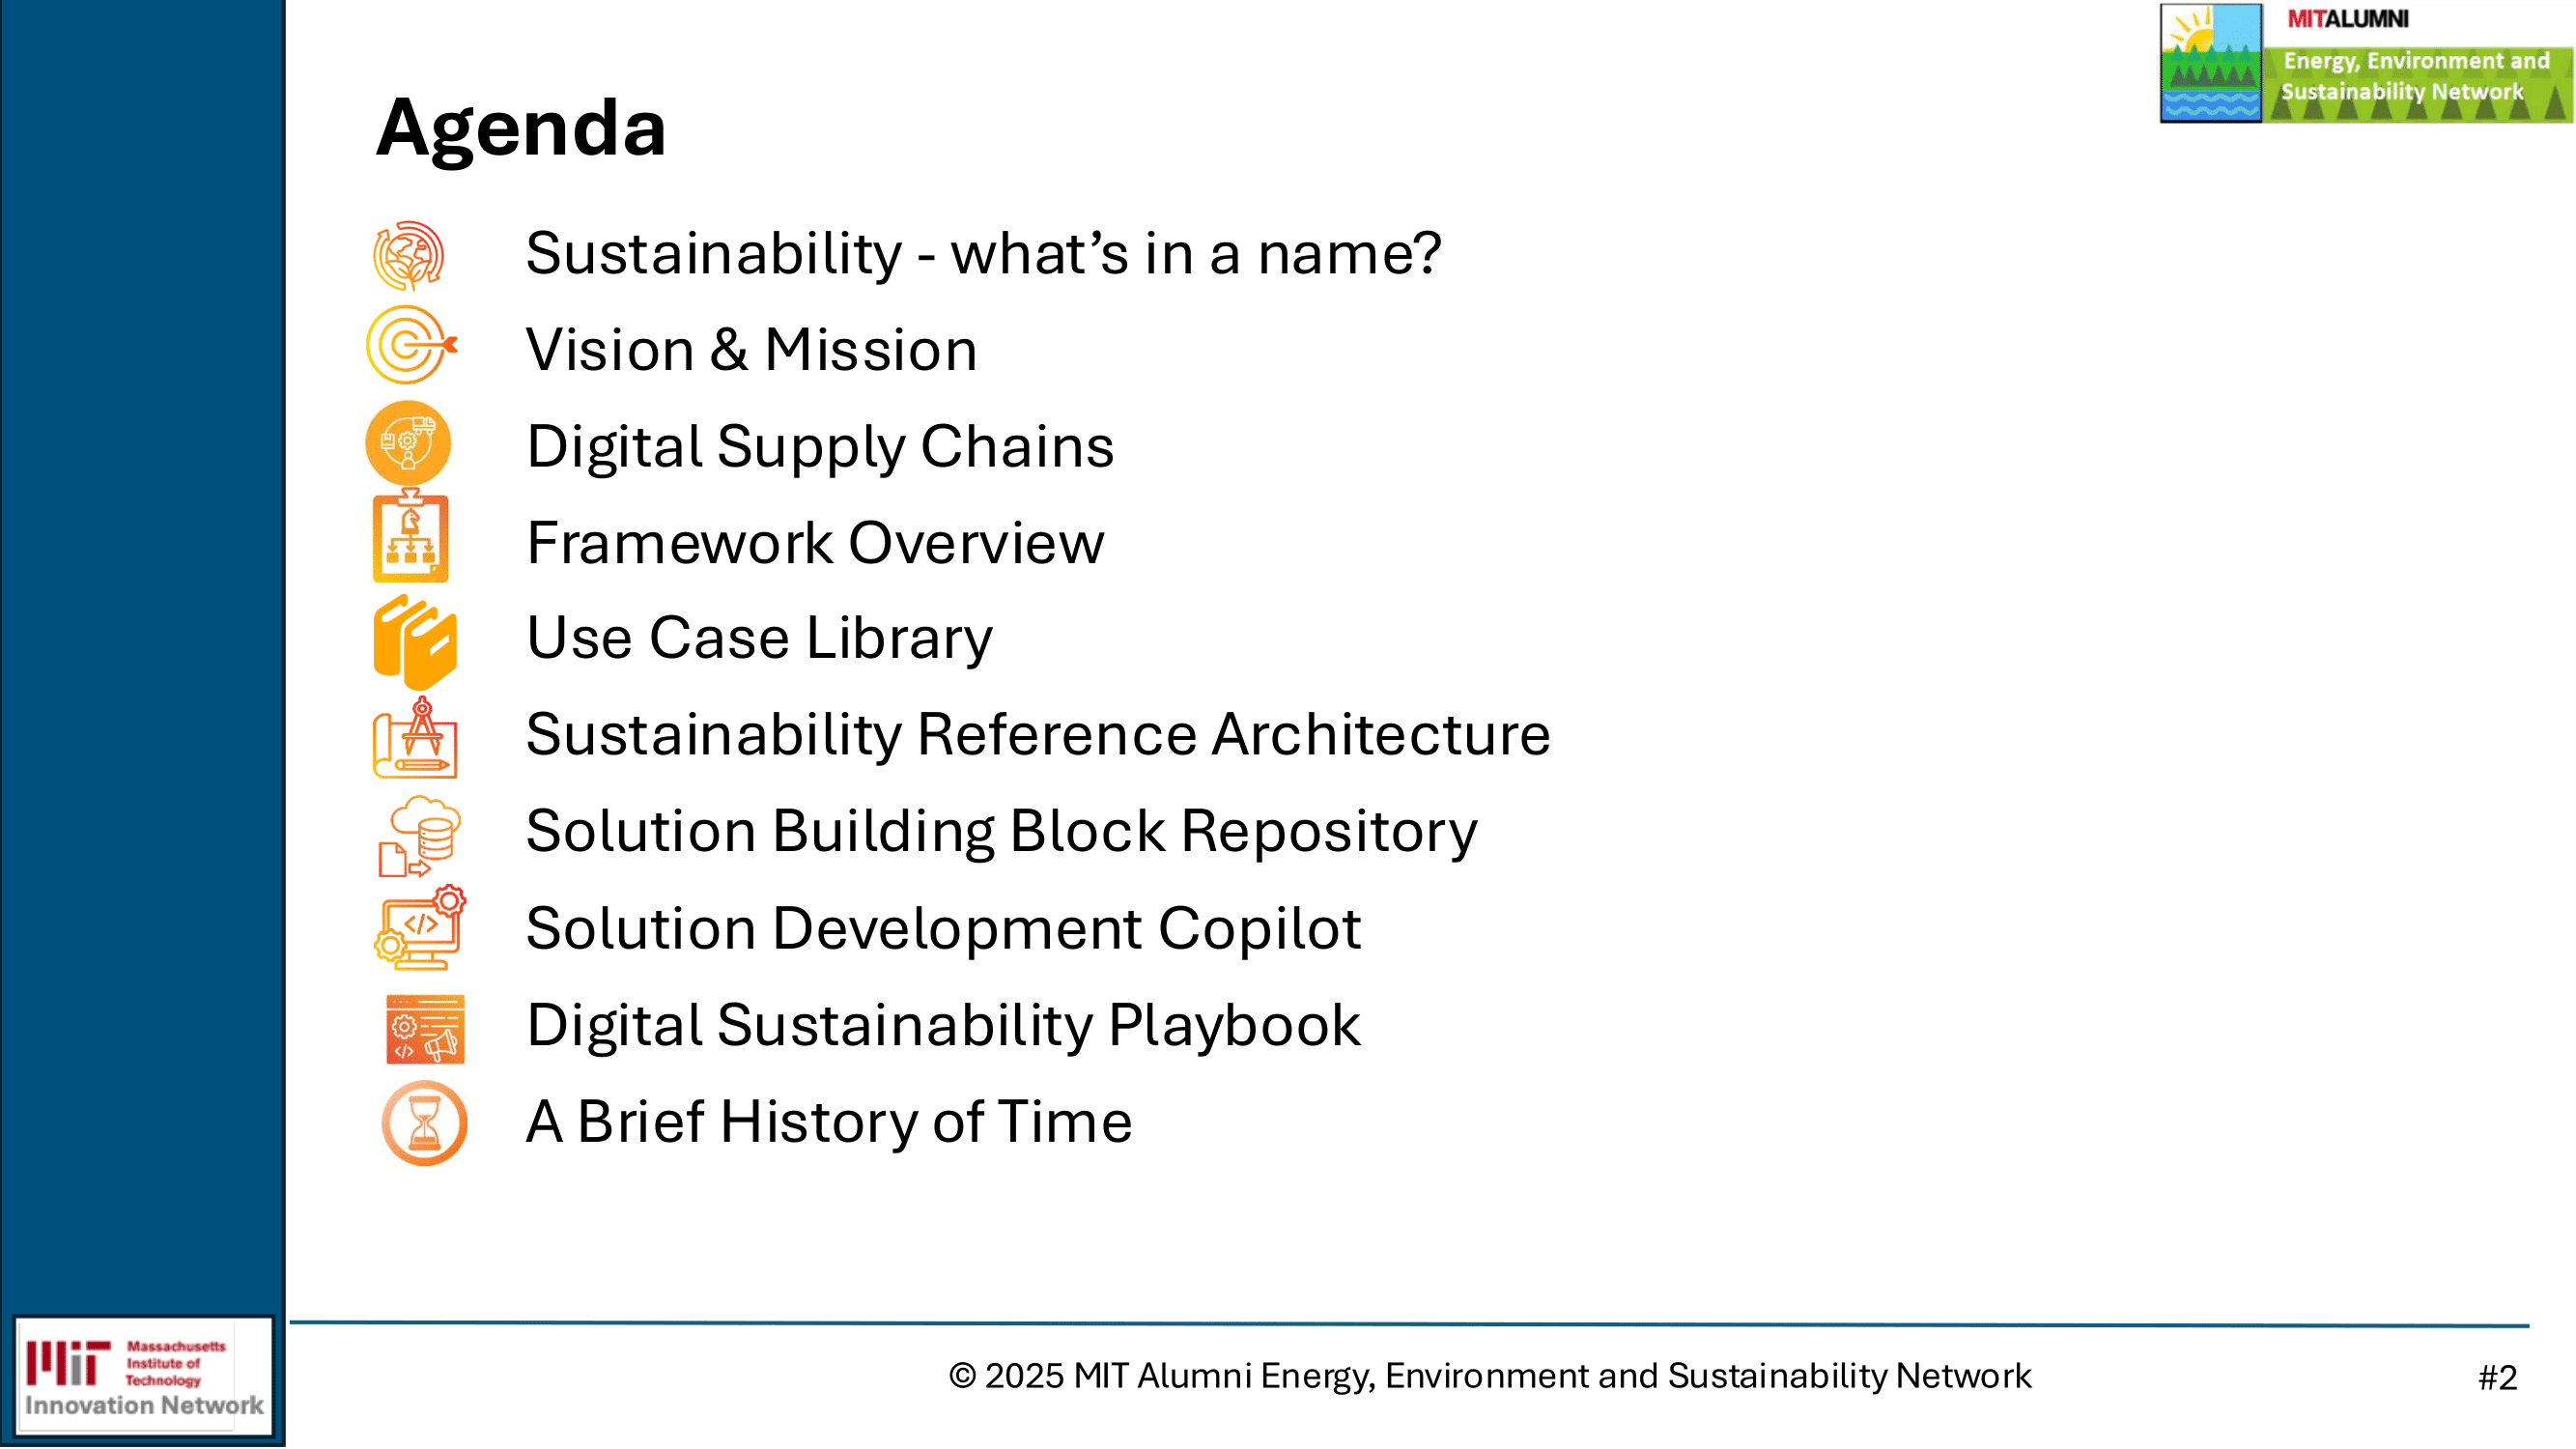 MITALUMNI
Energy, Environment and
Sustainability Network
Agenda
Sustainability - what’s in a name?
Vision & Mission
Digital Supply Chains
Framework Overview
Use Case Library
Sustainability Reference Architecture
Solution Building Block Repository
Solution Development Copilot
</>
Digital Sustainability Playbook
</>
A Brief History of Time
Massachusetts
Institute of
Technology
Innovation Network
© 2025 MIT Alumni Energy, Environment and Sustainability Network
#2